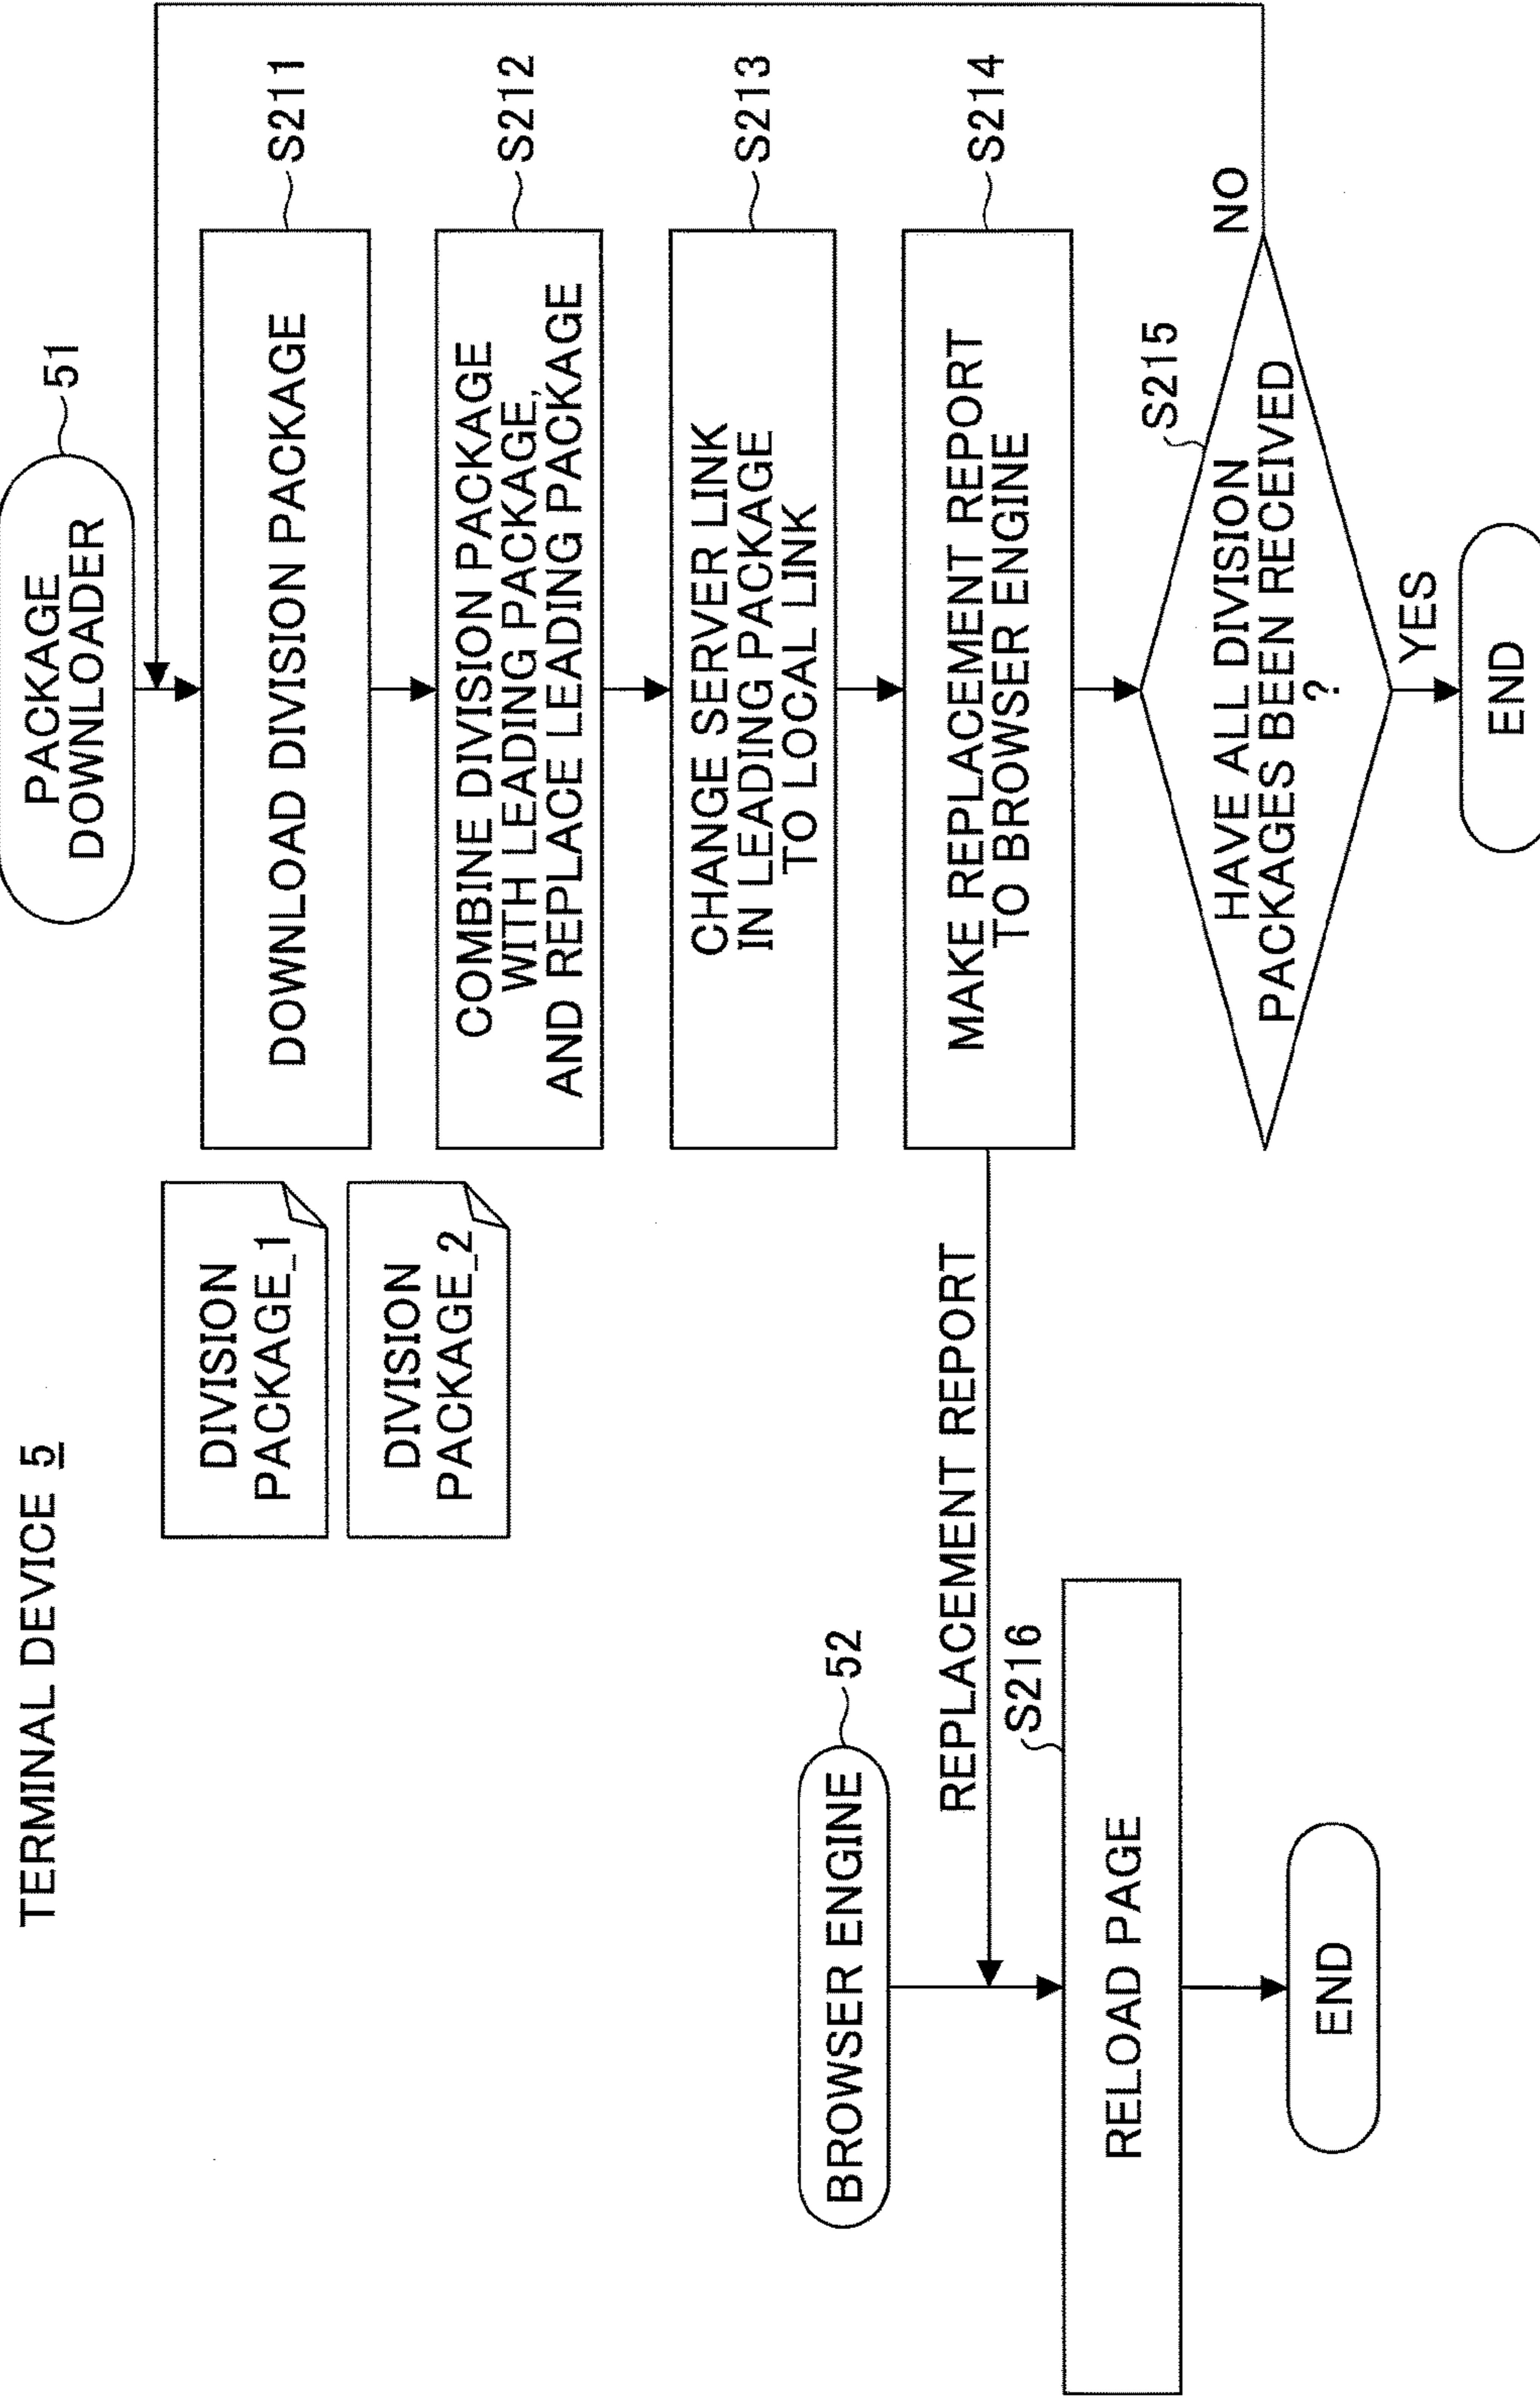 TERMINAL DEVICE 5
PACKAGE
DOWNLOADER
51
DIVISION
PACKAGE_1
DIVISION
PACKAGE_2
DOWNLOAD DIVISION PACKAGE
S211
COMBINE DIVISION PACKAGE
WITH LEADING PACKAGE,
AND REPLACE LEADING PACKAGE
S212
CHANGE SERVER LINK
IN LEADING PACKAGE
TO LOCAL LINK
S213
BROWSER ENGINE
52
MAKE REPLACEMENT REPORT
TO BROWSER ENGINE
S214
REPLACEMENT REPORT
S216
RELOAD PAGE
S215
HAVE ALL DIVISION
PACKAGES BEEN RECEIVED
?
NO
YES
END
END